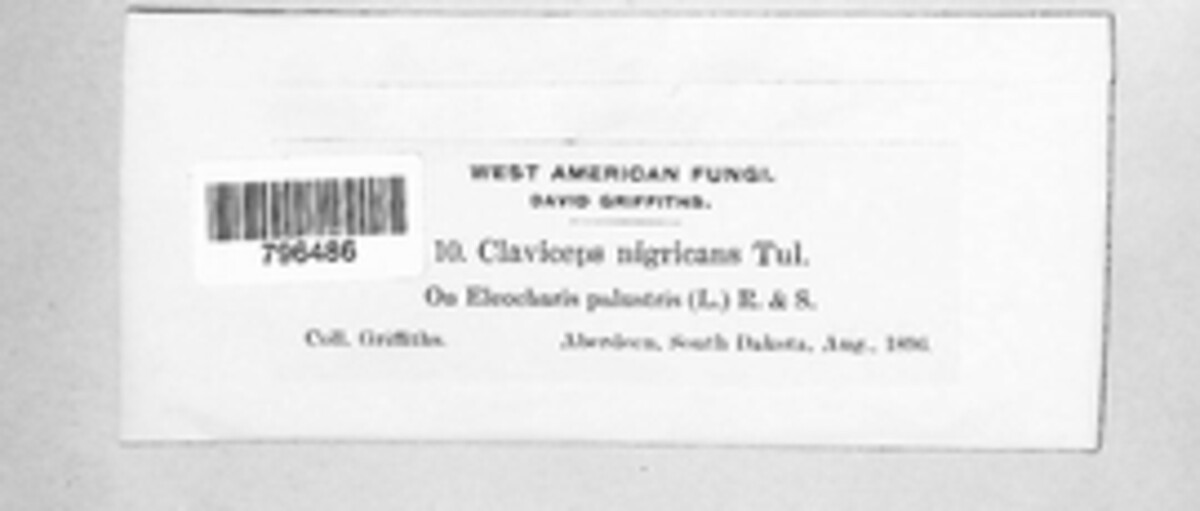 WEST AMERICAN FUNGI.
DAVID GRIFFITHS.
796486
10. Claviceps nigricans Tul.
On Eleocharis palustris (L.) R. & S.
Coll. Griffiths. Aberdeen, South Dakota, Aug., 1896.